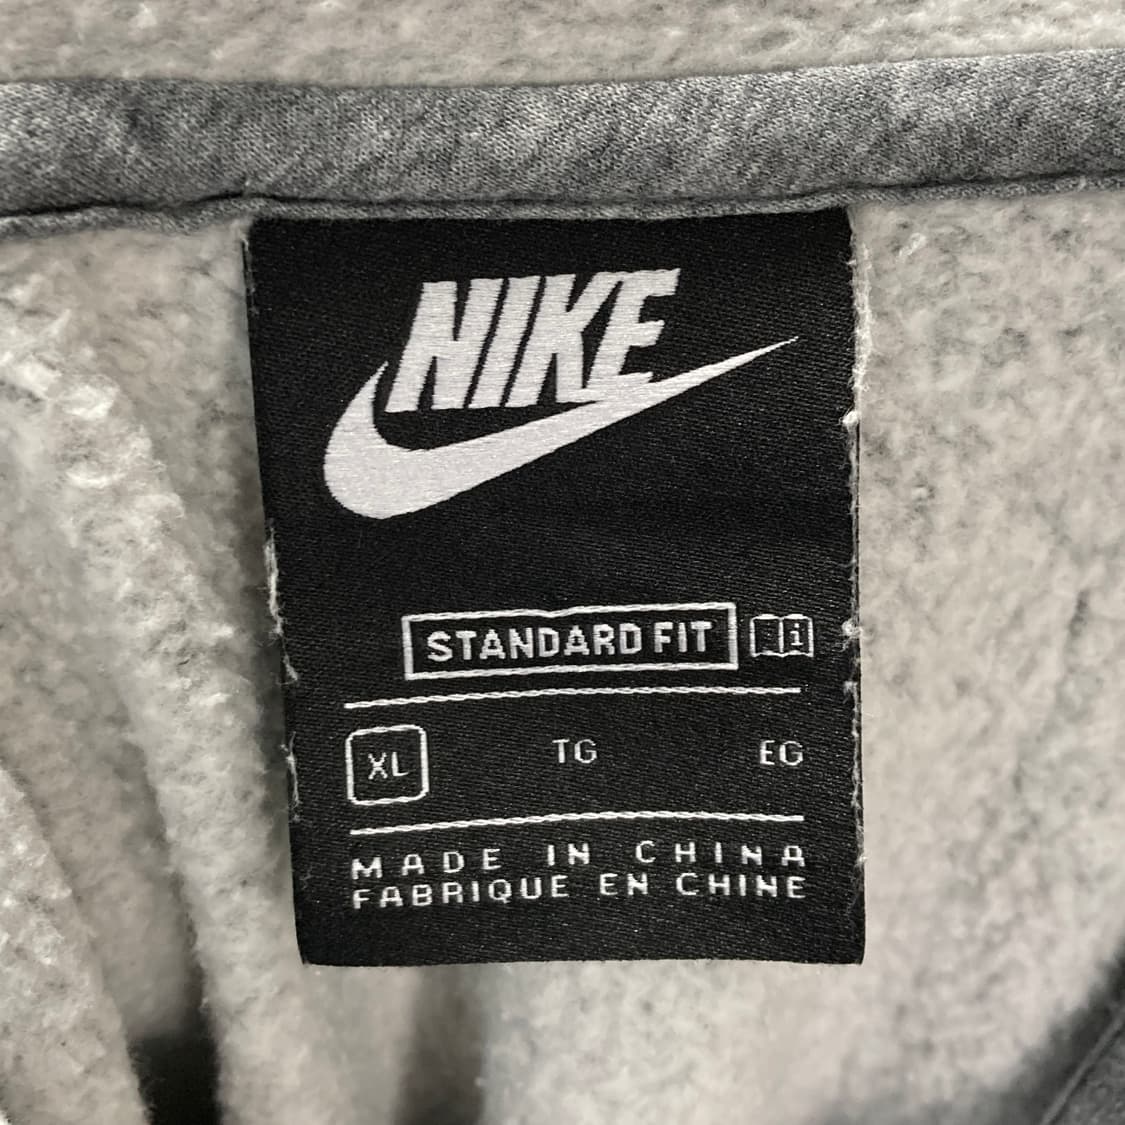 NIKE
STANDARD FIT i
XL TG EG
MADE IN CHINA
FABRIQUE EN CHINE